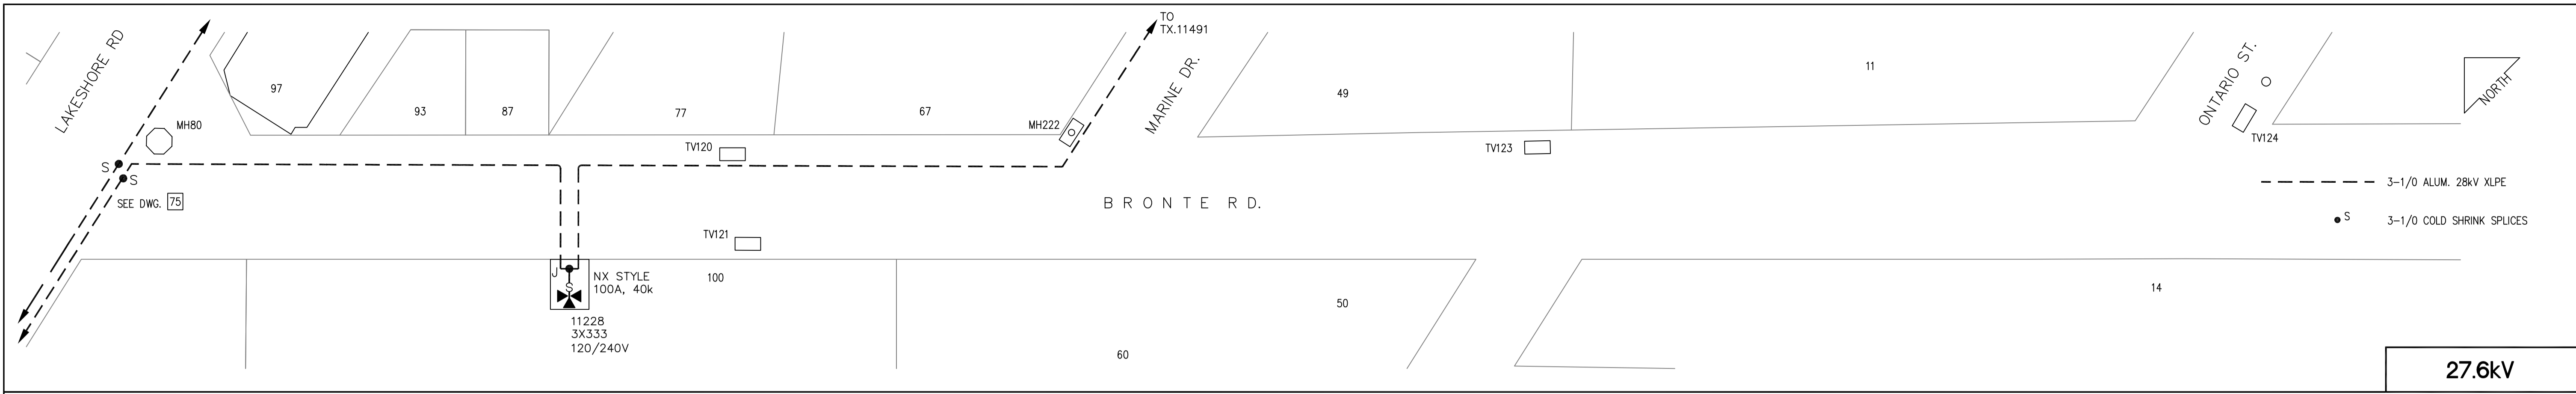 LAKESHORE RD
97
93
87
77
67
TO
TX.11491
MARINE DR.
49
11
ONTARIO ST.
NORTH
MH80
MH222
TV120
TV123
TV124
S
S
SEE DWG. 75
BRONTE RD.
3-1/0 ALUM. 28kV XLPE
S
3-1/0 COLD SHRINK SPLICES
TV121
J
S
NX STYLE
100A, 40k
100
50
14
11228
3X333
120/240V
60
27.6kV